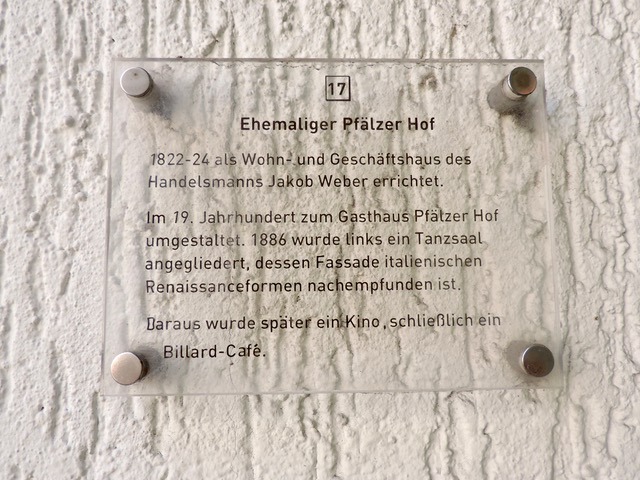 17
Ehemaliger Pfälzer Hof
1822-24 als Wohn- und Geschäftshaus des
Handelsmanns Jakob Weber errichtet.
Im 19. Jahrhundert zum Gasthaus Pfälzer Hof
umgestaltet. 1886 wurde links ein Tanzsaal
angegliedert, dessen Fassade italienischen
Renaissanceformen nachempfunden ist.
Daraus wurde später ein Kino, schließlich ein
Billard-Café.